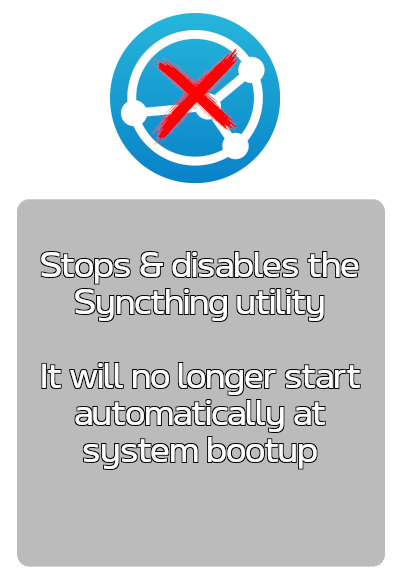 Stops & disables the
Syncthing utility
It will no longer start
automatically at
system bootup